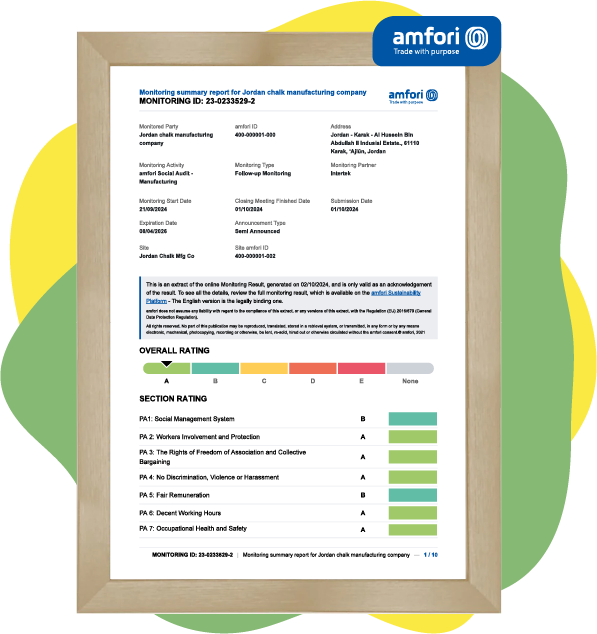 amfori
Trade with purpose
Monitoring summary report for Jordan chalk manufacturing company
MONITORING ID: 23-0233529-2
amfori
Trade with purpose
Monitored Party
Jordan chalk manufacturing
company
amfori ID
400-000001-000
Address
Jordan - Karak - Al Hussein Bin
Abdullah II Indusial Estate., 61110
Karak, 'Ajlūn, Jordan
Monitoring Activity
amfori Social Audit -
Manufacturing
Monitoring Type
Follow-up Monitoring
Monitoring Partner
Intertek
Monitoring Start Date
21/09/2024
Closing Meeting Finished Date
01/10/2024
Submission Date
01/10/2024
Expiration Date
08/04/2026
Announcement Type
Semi Announced
Site
Jordan Chalk Mfg Co
Site amfori ID
400-000001-002
This is an extract of the online Monitoring Result, generated on 02/10/2024, and is only valid as an acknowledgement
of the result. To see all the details, review the full monitoring result, which is available on the amfori Sustainability
Platform - The English version is the legally binding one.
amfori does not assume any liability with regard to the compliance of this extract, or any versions of this extract, with the Regulation (EU) 2016/679 (General
Data Protection Regulation).
All rights reserved. No part of this publication may be reproduced, translated, stored in a retrieval system, or transmitted, in any form or by any means
electronic, mechanical, photocopying, recording or otherwise, be lent, re-sold, hired out or otherwise circulated without the amfori consent.© amfori, 2021
OVERALL RATING
A B C D E None
SECTION RATING
PA1: Social Management System B
PA 2: Workers Involvement and Protection A
PA 3: The Rights of Freedom of Association and Collective
Bargaining A
PA 4: No Discrimination, Violence or Harassment A
PA 5: Fair Remuneration B
PA 6: Decent Working Hours A
PA 7: Occupational Health and Safety A
MONITORING ID: 23-0233529-2 | Monitoring summary report for Jordan chalk manufacturing company — 1 / 10